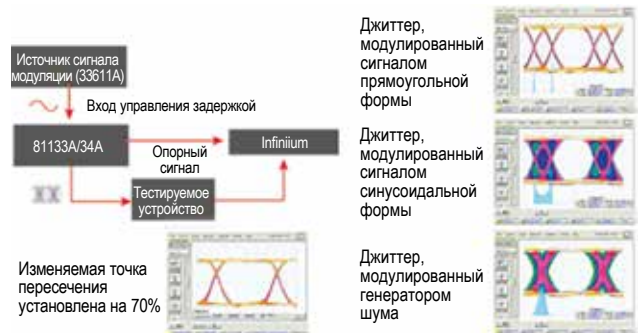 Источник сигнала
модуляции (33611A)
Вход управления задержкой
81133A/34A
Опорный
сигнал
Infiniium
Тестируемое
устройство
Изменяемая точка
пересечения
установлена на 70%
Джиттер,
модулированный
сигналом
прямоугольной
формы
Джиттер,
модулированный
сигналом
синусоидальной
формы
Джиттер,
модулированный
генератором
шума